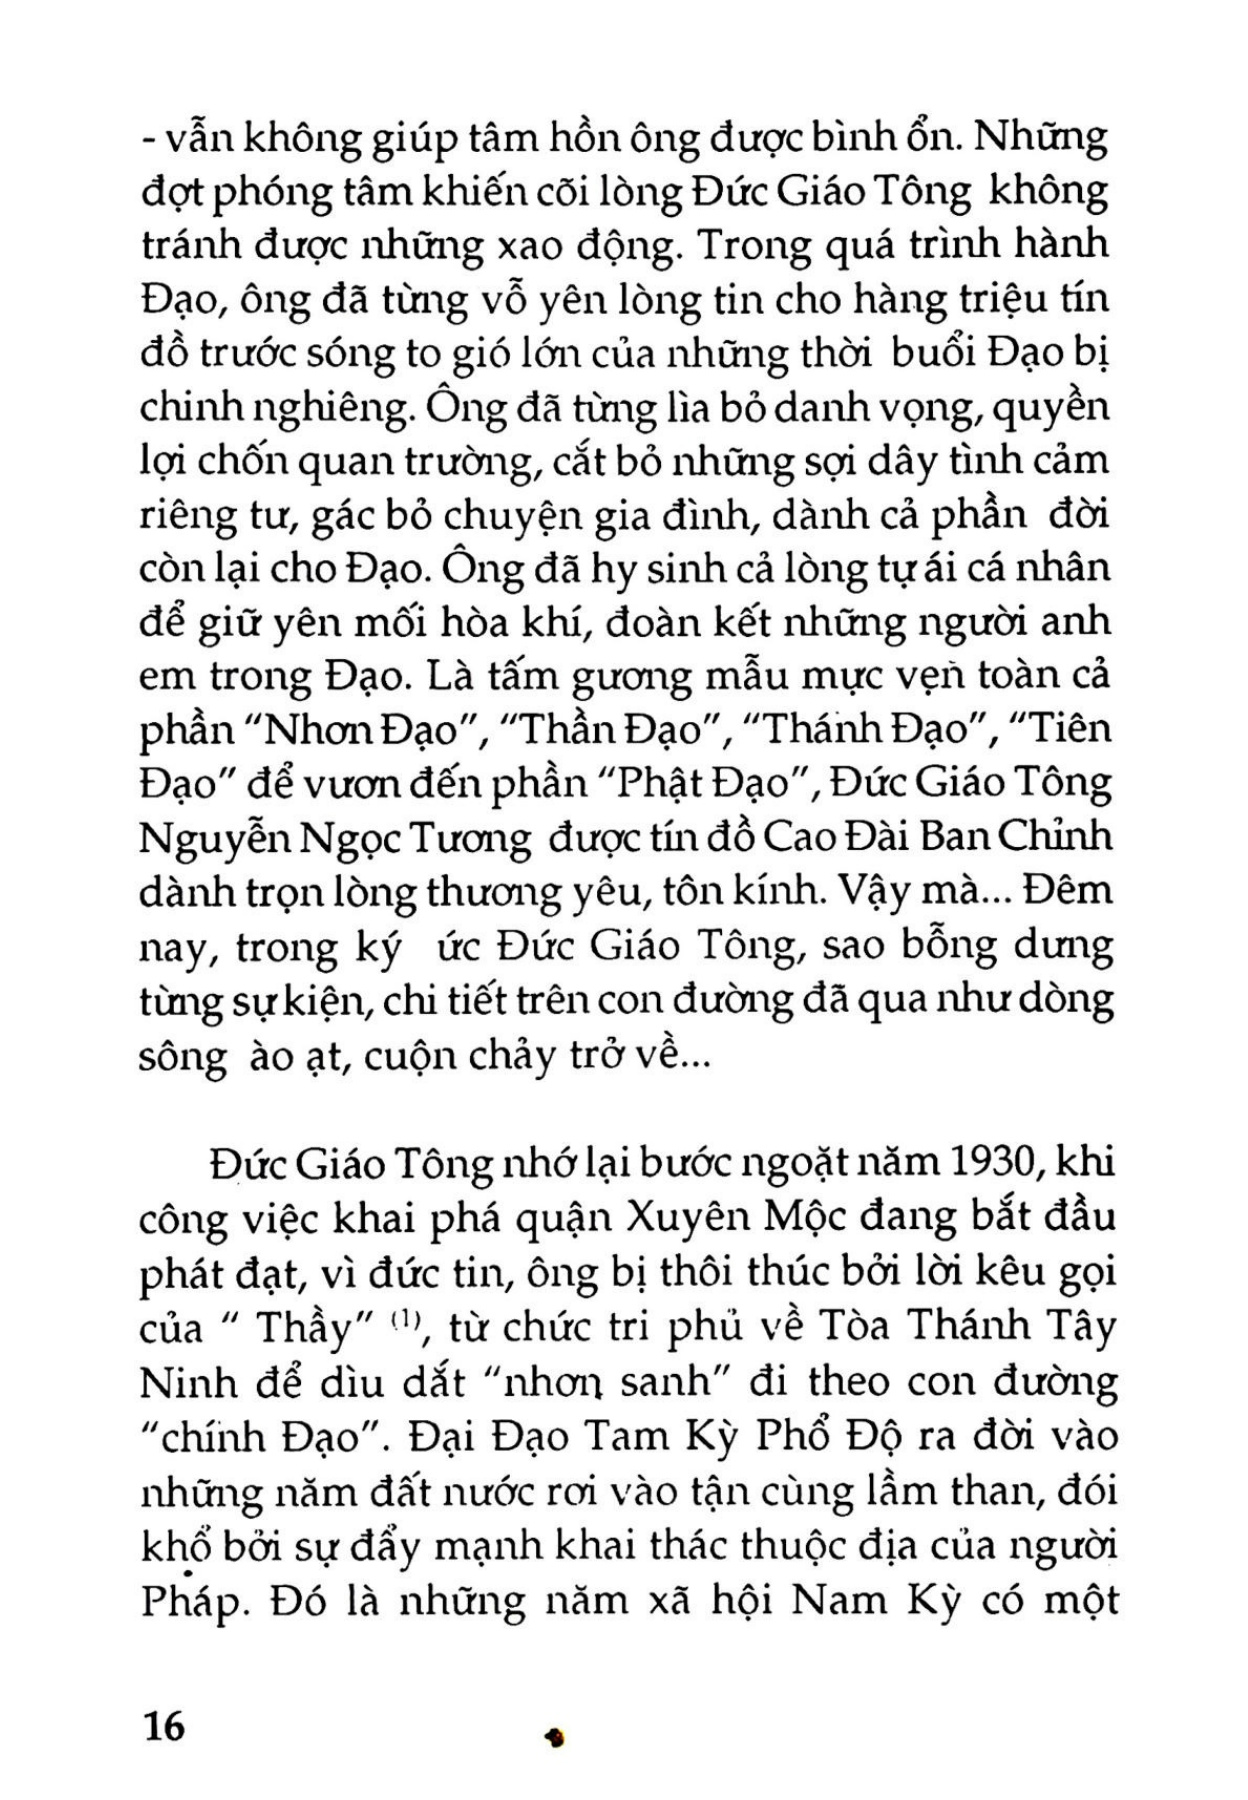 - vẫn không giúp tâm hồn ông được bình ổn. Những
đợt phóng tâm khiến cõi lòng Đức Giáo Tông không
tránh được những xao động. Trong quá trình hành
Đạo, ông đã từng vỗ yên lòng tin cho hàng triệu tín
đồ trước sóng to gió lớn của những thời buổi Đạo bị
chinh nghiêng. Ông đã từng lìa bỏ danh vọng, quyền
lợi chốn quan trường, cắt bỏ những sợi dây tình cảm
riêng tư, gác bỏ chuyện gia đình, dành cả phần đời
còn lại cho Đạo. Ông đã hy sinh cả lòng tự ái cá nhân
để giữ yên mối hòa khí, đoàn kết những người anh
em trong Đạo. Là tấm gương mẫu mực vẹn toàn cả
phần "Nhơn Đạo", "Thần Đạo", "Thánh Đạo", "Tiên
Đạo" để vươn đến phần "Phật Đạo", Đức Giáo Tông
Nguyễn Ngọc Tương được tín đồ Cao Đài Ban Chỉnh
dành trọn lòng thương yêu, tôn kính. Vậy mà... Đêm
nay, trong ký ức Đức Giáo Tông, sao bỗng dưng
từng sự kiện, chi tiết trên con đường đã qua như dòng
sông ào ạt, cuộn chảy trở về...
Đức Giáo Tông nhớ lại bước ngoặt năm 1930, khi
công việc khai phá quận Xuyên Mộc đang bắt đầu
phát đạt, vì đức tin, ông bị thôi thúc bởi lời kêu gọi
của " Thầy" (1), từ chức tri phủ về Tòa Thánh Tây
Ninh để dìu dắt "nhơn sanh" đi theo con đường
"chính Đạo". Đại Đạo Tam Kỳ Phổ Độ ra đời vào
những năm đất nước rơi vào tận cùng lầm than, đói
khổ bởi sự đẩy mạnh khai thác thuộc địa của người
Pháp. Đó là những năm xã hội Nam Kỳ có một
16